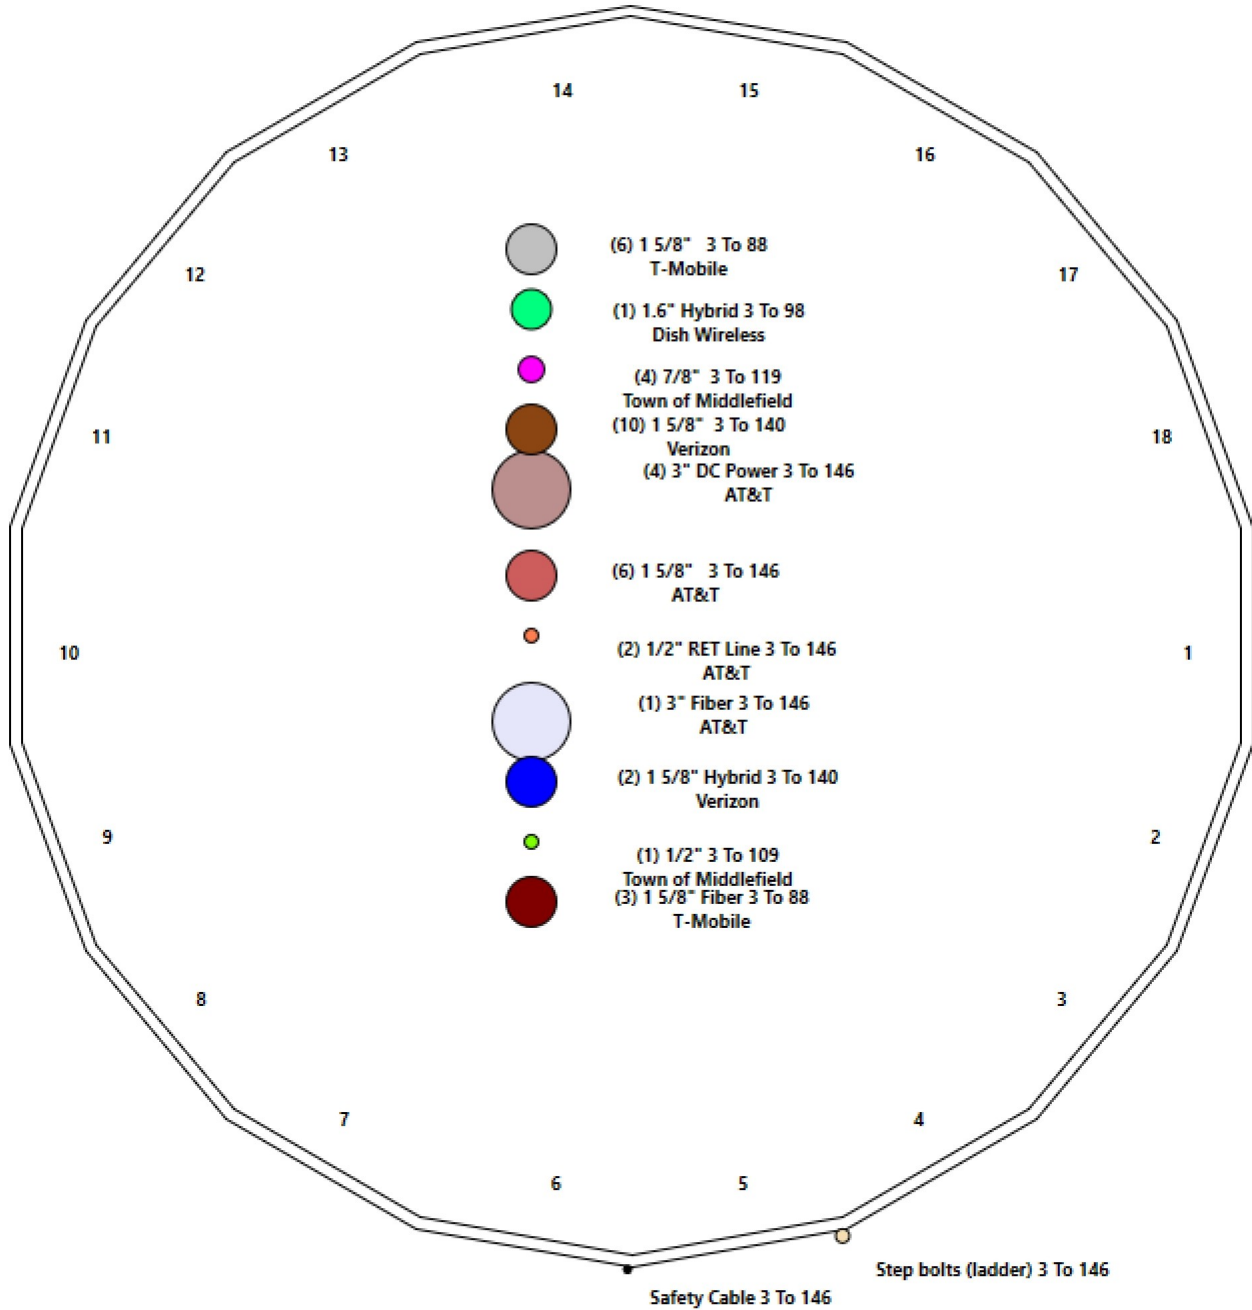 14
15
13
16
(6) 1 5/8"   3 To 88
T-Mobile
12
17
(1) 1.6" Hybrid 3 To 98
Dish Wireless
(4) 7/8"  3 To 119
Town of Middlefield
(10) 1 5/8"  3 To 140
Verizon
11
18
(4) 3" DC Power 3 To 146
AT&T
(6) 1 5/8"   3 To 146
AT&T
(2) 1/2" RET Line 3 To 146
AT&T
10
1
(1) 3" Fiber 3 To 146
AT&T
(2) 1 5/8" Hybrid 3 To 140
Verizon
9
2
(1) 1/2" 3 To 109
Town of Middlefield
(3) 1 5/8" Fiber 3 To 88
T-Mobile
8
3
7
4
6
5
Step bolts (ladder) 3 To 146
Safety Cable 3 To 146